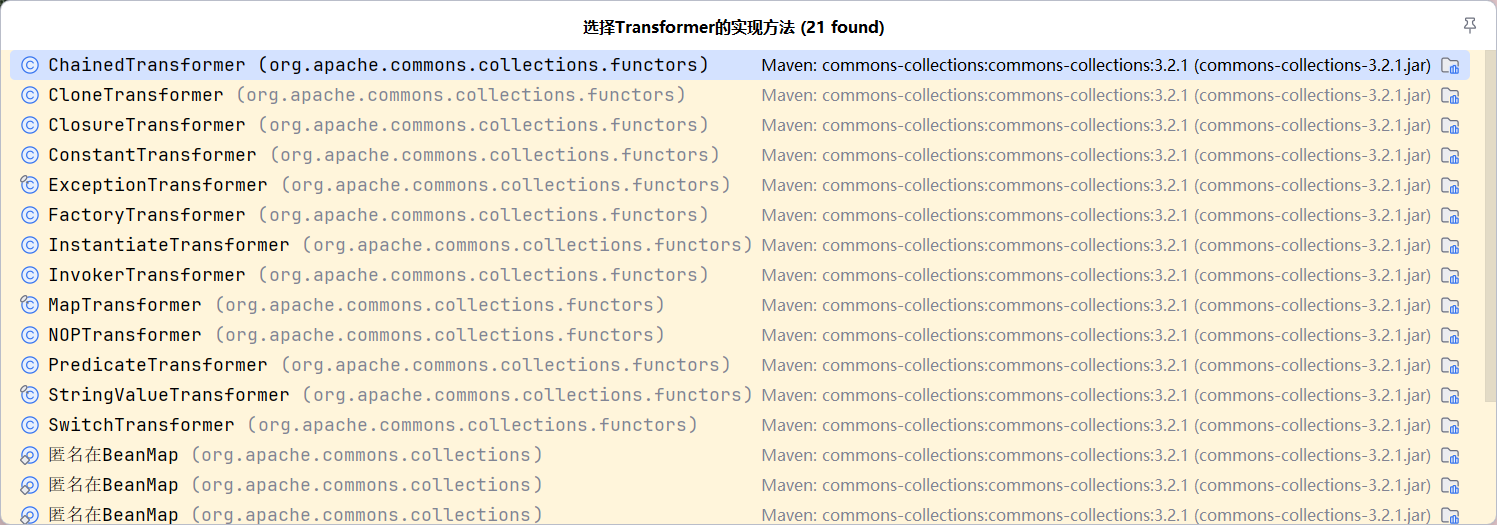 选择Transformer的实现方法 (21 found)
ChainedTransformer (org.apache.commons.collections.functors) Maven: commons-collections:commons-collections:3.2.1 (commons-collections-3.2.1.jar)
CloneTransformer (org.apache.commons.collections.functors) Maven: commons-collections:commons-collections:3.2.1 (commons-collections-3.2.1.jar)
ClosureTransformer (org.apache.commons.collections.functors) Maven: commons-collections:commons-collections:3.2.1 (commons-collections-3.2.1.jar)
ConstantTransformer (org.apache.commons.collections.functors) Maven: commons-collections:commons-collections:3.2.1 (commons-collections-3.2.1.jar)
ExceptionTransformer (org.apache.commons.collections.functors) Maven: commons-collections:commons-collections:3.2.1 (commons-collections-3.2.1.jar)
FactoryTransformer (org.apache.commons.collections.functors) Maven: commons-collections:commons-collections:3.2.1 (commons-collections-3.2.1.jar)
InstantiateTransformer (org.apache.commons.collections.functors) Maven: commons-collections:commons-collections:3.2.1 (commons-collections-3.2.1.jar)
InvokerTransformer (org.apache.commons.collections.functors) Maven: commons-collections:commons-collections:3.2.1 (commons-collections-3.2.1.jar)
MapTransformer (org.apache.commons.collections.functors) Maven: commons-collections:commons-collections:3.2.1 (commons-collections-3.2.1.jar)
NOPTransformer (org.apache.commons.collections.functors) Maven: commons-collections:commons-collections:3.2.1 (commons-collections-3.2.1.jar)
PredicateTransformer (org.apache.commons.collections.functors) Maven: commons-collections:commons-collections:3.2.1 (commons-collections-3.2.1.jar)
StringValueTransformer (org.apache.commons.collections.functors) Maven: commons-collections:commons-collections:3.2.1 (commons-collections-3.2.1.jar)
SwitchTransformer (org.apache.commons.collections.functors) Maven: commons-collections:commons-collections:3.2.1 (commons-collections-3.2.1.jar)
匿名在BeanMap (org.apache.commons.collections) Maven: commons-collections:commons-collections:3.2.1 (commons-collections-3.2.1.jar)
匿名在BeanMap (org.apache.commons.collections) Maven: commons-collections:commons-collections:3.2.1 (commons-collections-3.2.1.jar)
匿名在BeanMap (org.apache.commons.collections) Maven: commons-collections:commons-collections:3.2.1 (commons-collections-3.2.1.jar)